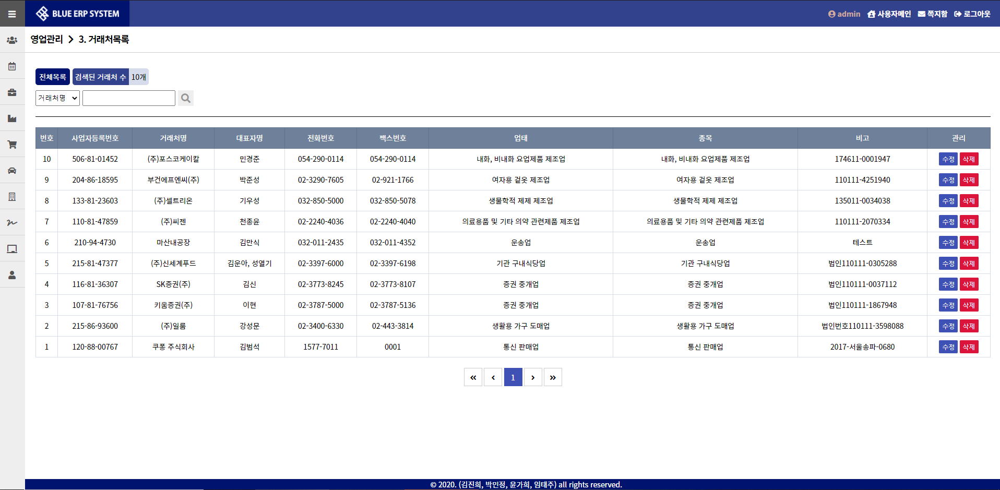 BLUE ERP SYSTEM
admin 사용자메인 쪽지함 로그아웃
영업관리 3. 거래처목록
전체목록 검색된 거래처 수 10개
거래처명
번호 사업자등록번호 거래처명 대표자명 전화번호 팩스번호 업태 종목 비고 관리
10 506-81-01452 (주)포스코케이칼 민경준 054-290-0114 054-290-0114 내화, 비내화 요업제품 제조업 내화, 비내화 요업제품 제조업 174611-0001947 수정 삭제
9 204-86-18595 부건에프엔씨(주) 박준성 02-3290-7605 02-921-1766 여자용 겉옷 제조업 여자용 겉옷 제조업 110111-4251940 수정 삭제
8 133-81-23603 (주)셀트리온 기우성 032-850-5000 032-850-5078 생물학적 제제 제조업 생물학적 제제 제조업 135011-0034038 수정 삭제
7 110-81-47859 (주)씨젠 천종윤 02-2240-4036 02-2240-4040 의료용품 및 기타 의약 관련제품 제조업 의료용품 및 기타 의약 관련제품 제조업 110111-2070334 수정 삭제
6 210-94-4730 마산내공장 김만식 032-011-2435 032-011-4352 운송업 운송업 테스트 수정 삭제
5 215-81-47377 (주)신세계푸드 김운아, 성열기 02-3397-6000 02-3397-6198 기관 구내식당업 기관 구내식당업 법인110111-0305288 수정 삭제
4 116-81-36307 SK증권(주) 김신 02-3773-8245 02-3773-8107 증권 중개업 증권 중개업 법인110111-0037112 수정 삭제
3 107-81-76756 키움증권(주) 이현 02-3787-5000 02-3787-5136 증권 중개업 증권 중개업 법인110111-1867948 수정 삭제
2 215-86-93600 (주)일룸 강성문 02-3400-6330 02-443-3814 생활용 가구 도매업 생활용 가구 도매업 법인번호110111-3598088 수정 삭제
1 120-88-00767 쿠퐁 주식회사 김범석 1577-7011 0001 통신 판매업 통신 판매업 2017-서울송파-0680 수정 삭제
« ‹ 1 › »
© 2020. (김진희, 박민정, 윤가희, 임태주) all rights reserved.